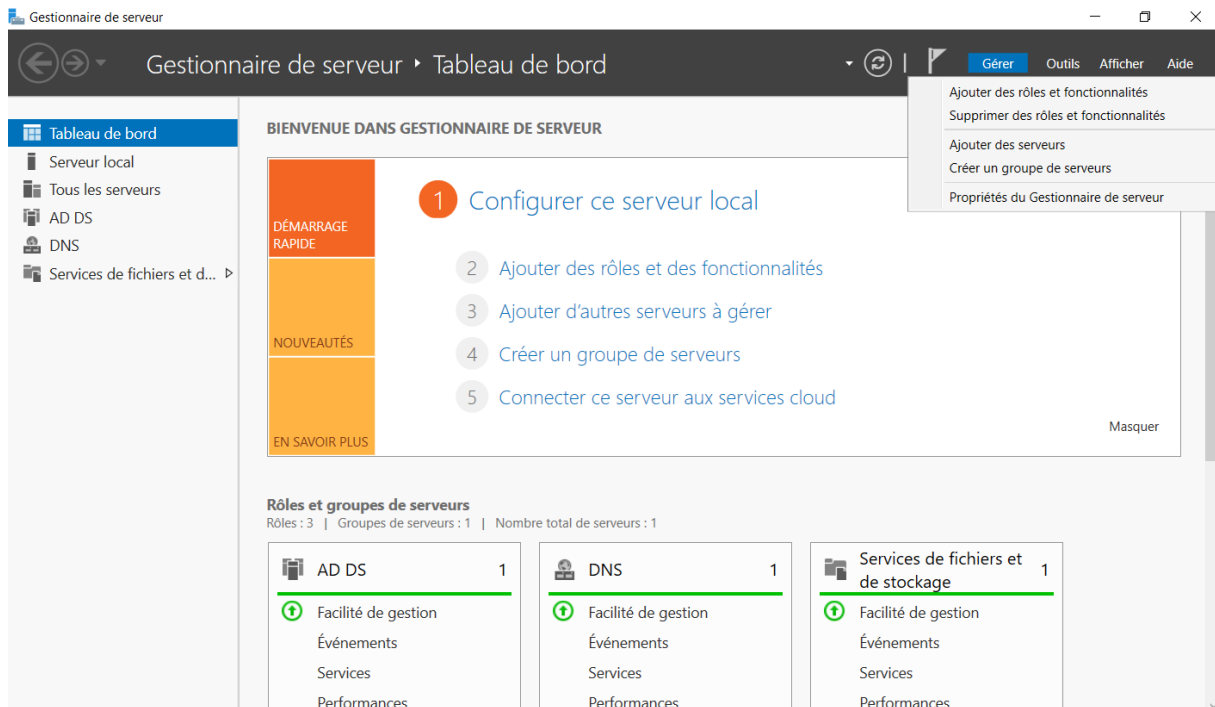 Gestionnaire de serveur
Gestionnaire de serveur ‣ Tableau de bord
Gérer Outils Afficher Aide
Ajouter des rôles et fonctionnalités
Supprimer des rôles et fonctionnalités
Ajouter des serveurs
Créer un groupe de serveurs
Propriétés du Gestionnaire de serveur
Tableau de bord
Serveur local
Tous les serveurs
AD DS
DNS
Services de fichiers et d...
BIENVENUE DANS GESTIONNAIRE DE SERVEUR
DÉMARRAGE
RAPIDE
NOUVEAUTÉS
EN SAVOIR PLUS
1 Configurer ce serveur local
2 Ajouter des rôles et des fonctionnalités
3 Ajouter d'autres serveurs à gérer
4 Créer un groupe de serveurs
5 Connecter ce serveur aux services cloud
Masquer
Rôles et groupes de serveurs
Rôles : 3 | Groupes de serveurs : 1 | Nombre total de serveurs : 1
AD DS 1
Facilité de gestion
Événements
Services
Performances
DNS 1
Facilité de gestion
Événements
Services
Performances
Services de fichiers et
de stockage 1
Facilité de gestion
Événements
Services
Performances